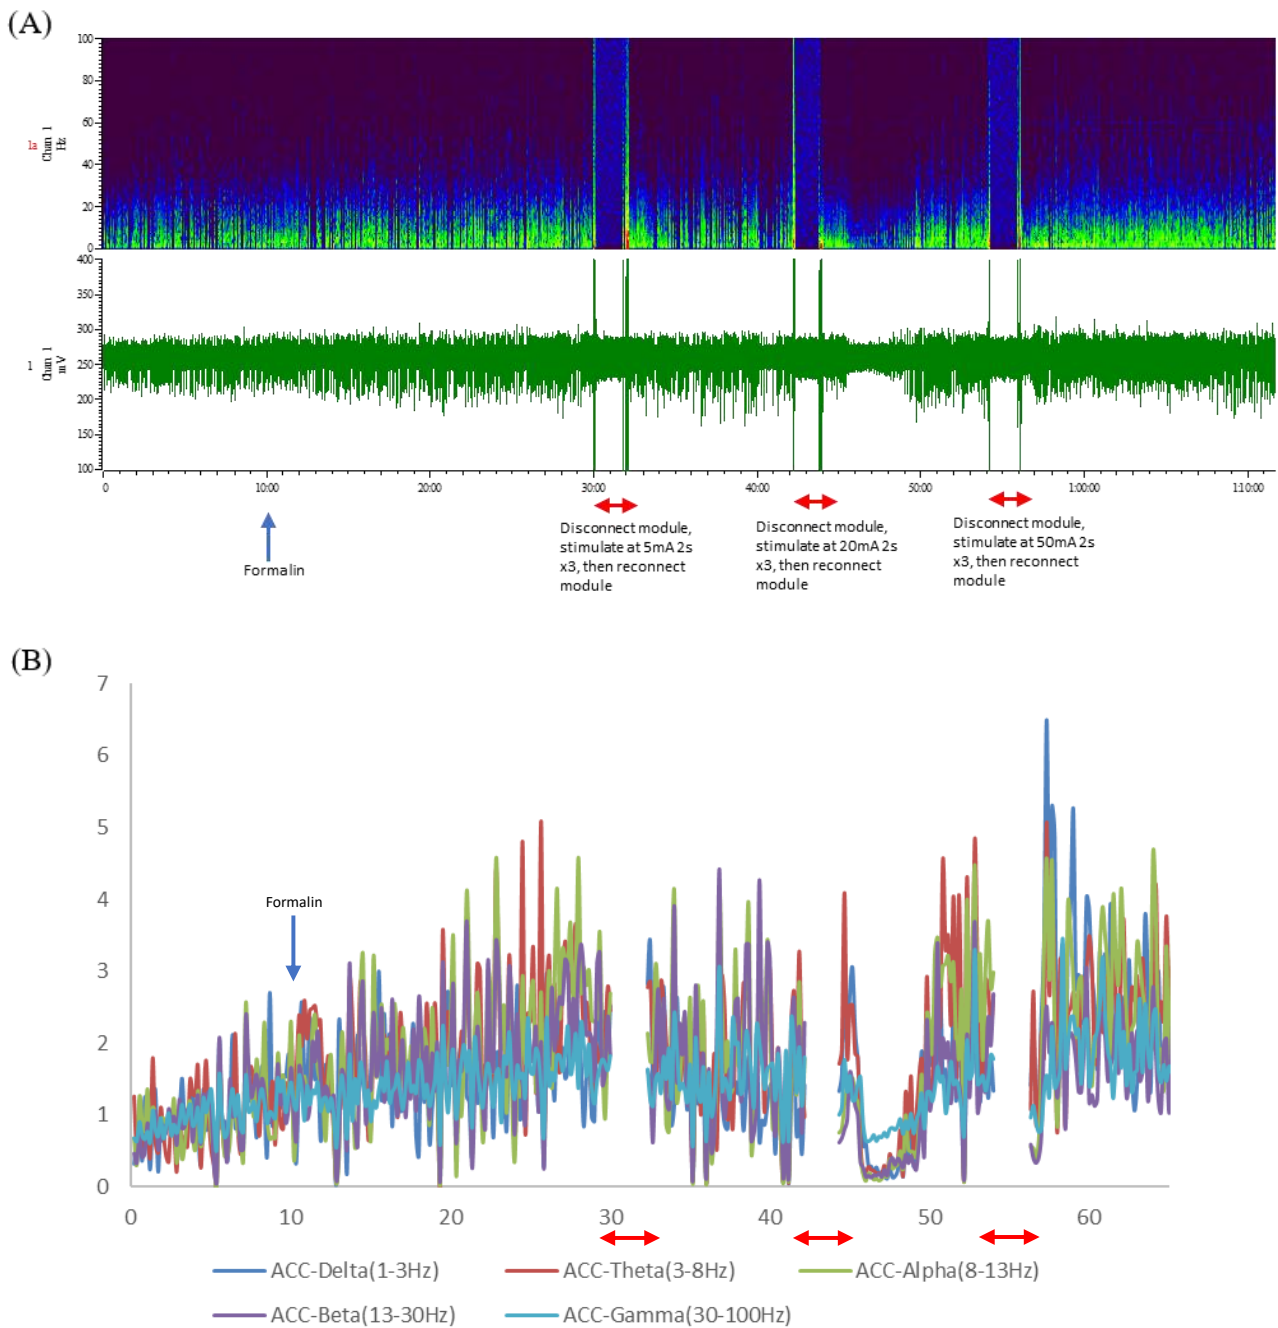 (A)
100
80
60
40
20
0
1a
Chan 1
Hz
400
350
300
250
200
150
100
1
Chan 1
mV
0 10:00 20:00 30:00 40:00 50:00 1:00:00 1:10:00
Formalin
Disconnect module,
stimulate at 5mA 2s
x3, then reconnect
module
Disconnect module,
stimulate at 20mA 2s
x3, then reconnect
module
Disconnect module,
stimulate at 50mA 2s
x3, then reconnect
module
(B)
7
6
5
4
3
2
1
0
Formalin
0 10 20 30 40 50 60
ACC-Delta(1-3Hz) ACC-Theta(3-8Hz) ACC-Alpha(8-13Hz)
ACC-Beta(13-30Hz) ACC-Gamma(30-100Hz)